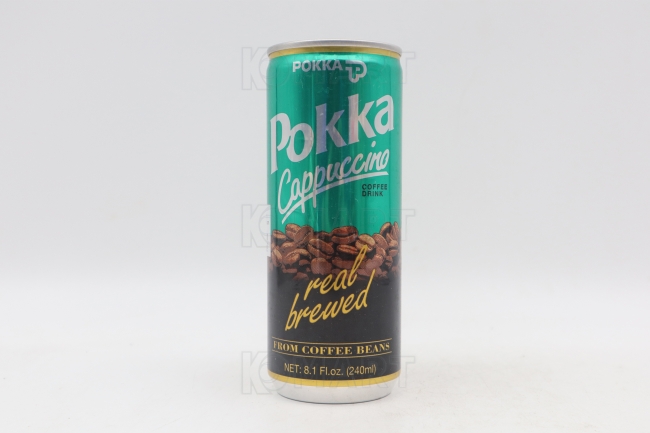 POKKA
Pokka
Cappuccino
COFFEE
DRINK
real
brewed
FROM COFFEE BEANS
NET: 8.1 Fl.oz. (240ml)